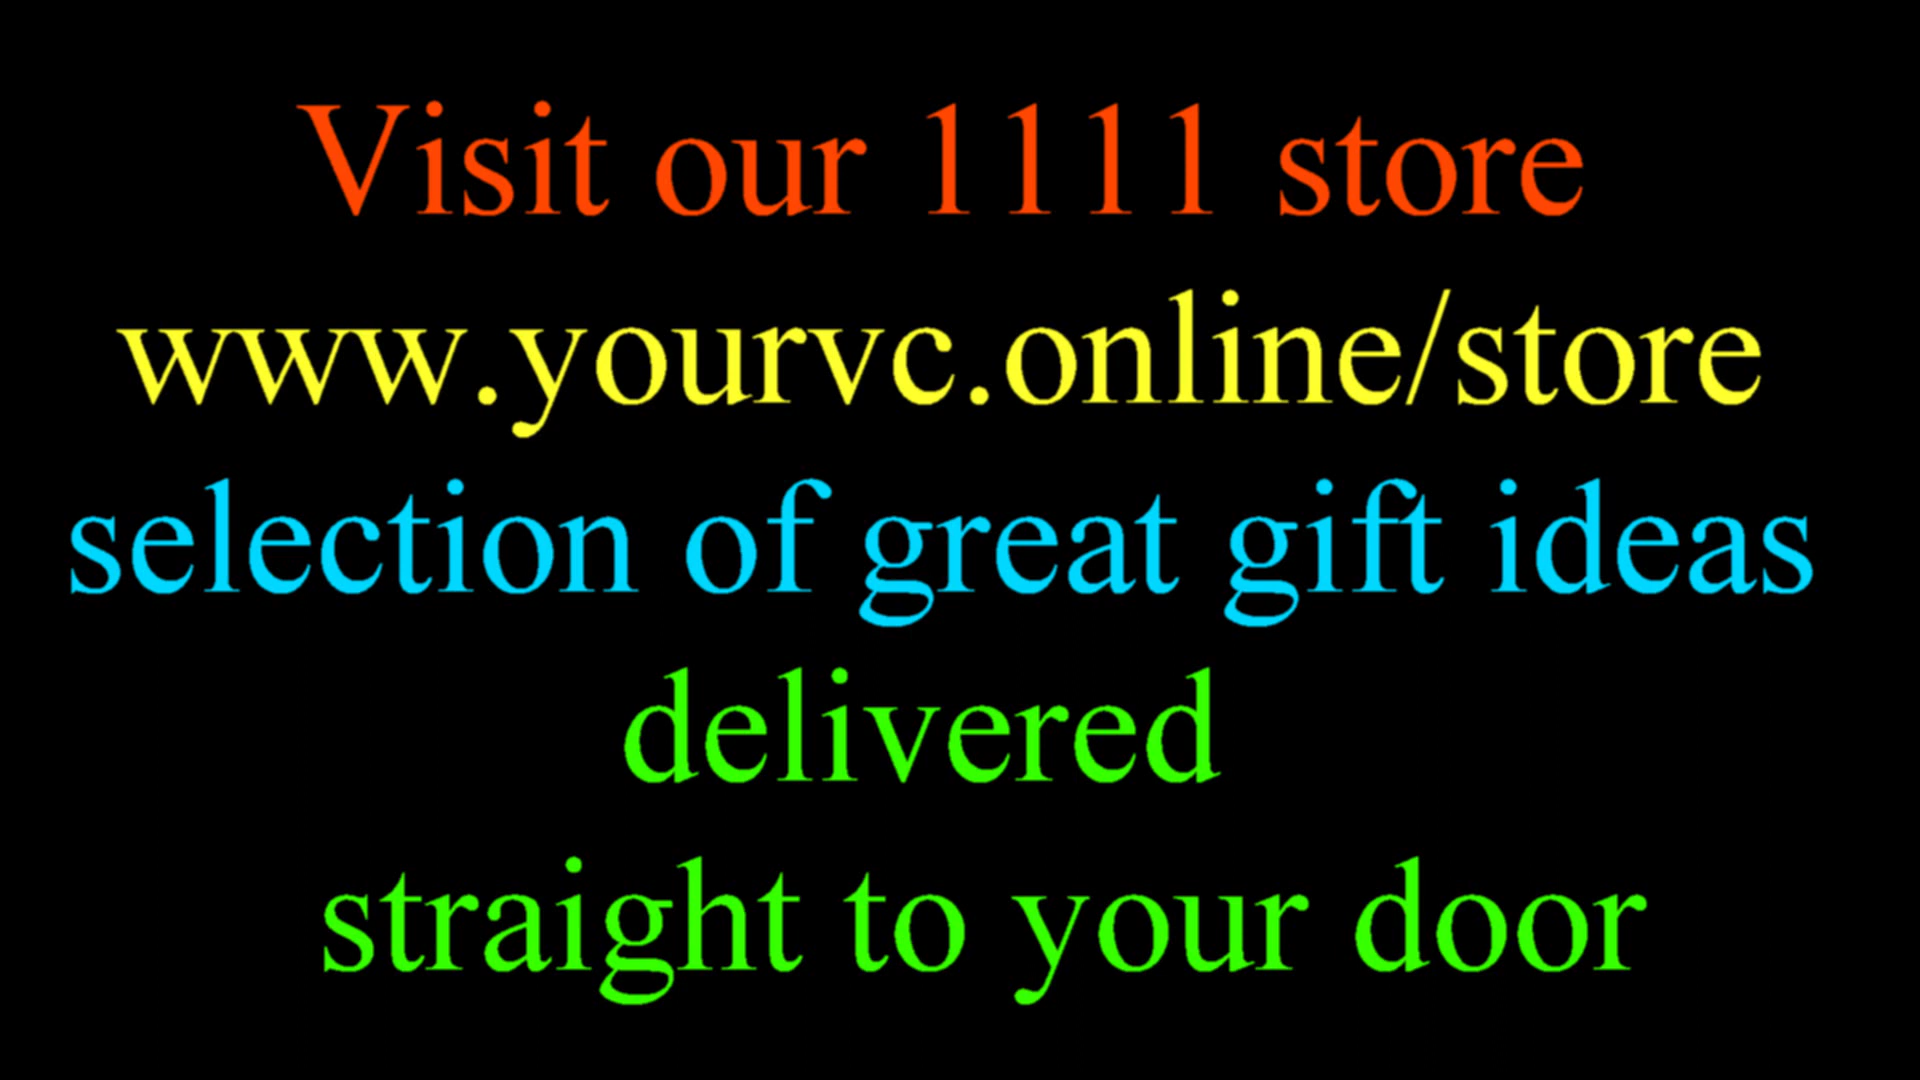 Visit our 1111 store
www.yourvc.online/store
selection of great gift ideas
delivered
straight to your door